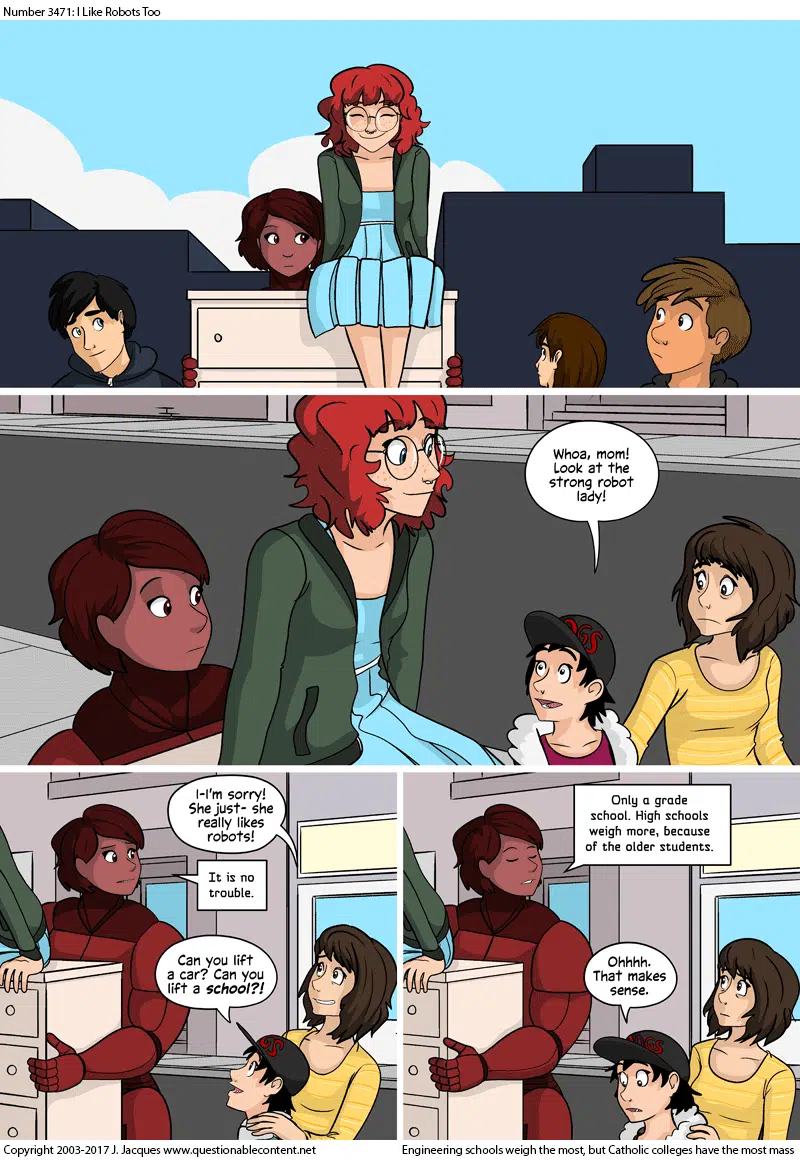 Number 3471: I Like Robots Too
Whoa, mom!
Look at the
strong robot
lady!
OGS
I-I'm sorry!
She just- she
really likes
robots!
It is no
trouble.
Can you lift
a car? Can you
lift a school?!
GS
Only a grade
school. High schools
weigh more, because
of the older students.
Ohhhh.
That makes
sense.
OGS
Copyright 2003-2017 J. Jacques www.questionablecontent.net
Engineering schools weigh the most, but Catholic colleges have the most mass